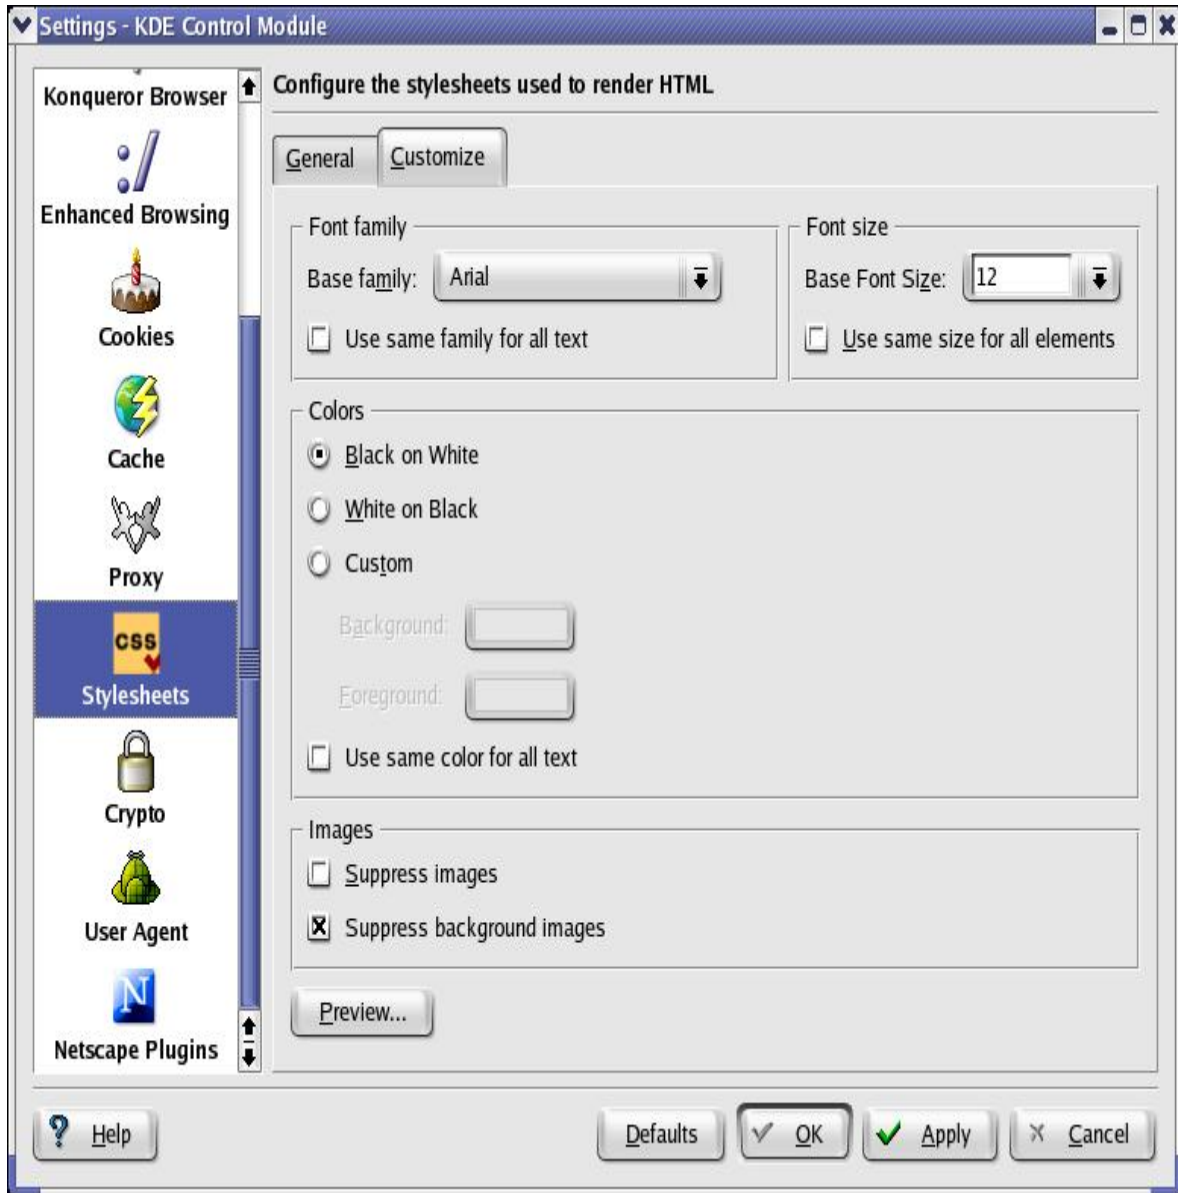 Settings - KDE Control Module
Konqueror Browser
Enhanced Browsing
Cookies
Cache
Proxy
css
Stylesheets
Crypto
User Agent
N
Netscape Plugins
Configure the stylesheets used to render HTML
General Customize
Font family
Base family: Arial
Use same family for all text
Font size
Base Font Size: 12
Use same size for all elements
Colors
Black on White
White on Black
Custom
Background:
Foreground:
Use same color for all text
Images
Suppress images
Suppress background images
Preview...
Help Defaults OK Apply Cancel